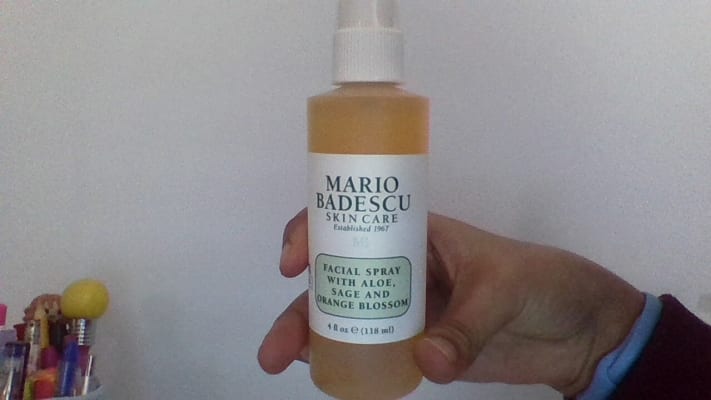 MARIO
BADESCU
SKIN CARE
Established 1967
MB
FACIAL SPRAY
WITH ALOE,
SAGE AND
ORANGE BLOSSOM
4 fl oz ℮ (118 ml)